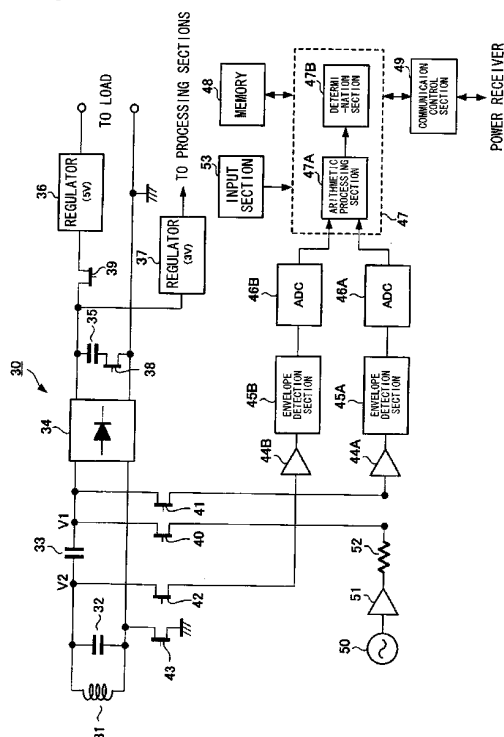 30
TO LOAD
36
REGULATOR
(5V)
39
TO PROCESSING SECTIONS
37
REGULATOR
(3V)
35
38
34
V1
33
V2
32
31
41
40
42
43
48
MEMORY
53
INPUT
SECTION
47B
DETERMI
-NATION
SECTION
47A
ARITHMETIC
PROCESSING
SECTION
47
49
COMMUNICAION
CONTROL
SECTION
POWER RECEIVER
46B
ADC
46A
ADC
45B
ENVELOPE
DETECTION
SECTION
45A
ENVELOPE
DETECTION
SECTION
44B
44A
52
51
50